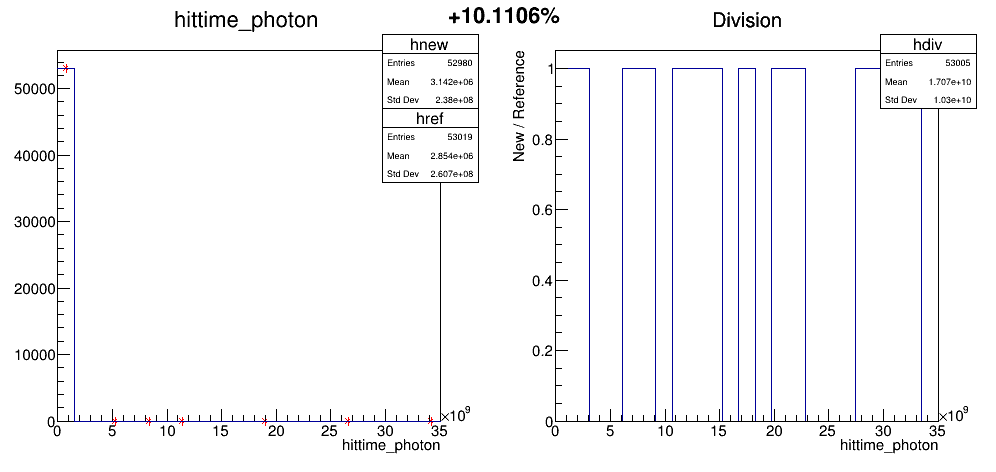 hittime_photon
+10.1106%
Division
hnew
Entries 52980
Mean 3.142e+06
Std Dev 2.38e+08
href
Entries 53019
Mean 2.854e+06
Std Dev 2.607e+08
50000
40000
30000
20000
10000
0
0 5 10 15 20 25 30 35
×10⁹
hittime_photon
hdiv
Entries 53005
Mean 1.707e+10
Std Dev 1.03e+10
New / Reference
1
0.8
0.6
0.4
0.2
0
0 5 10 15 20 25 30 35
×10⁹
hittime_photon